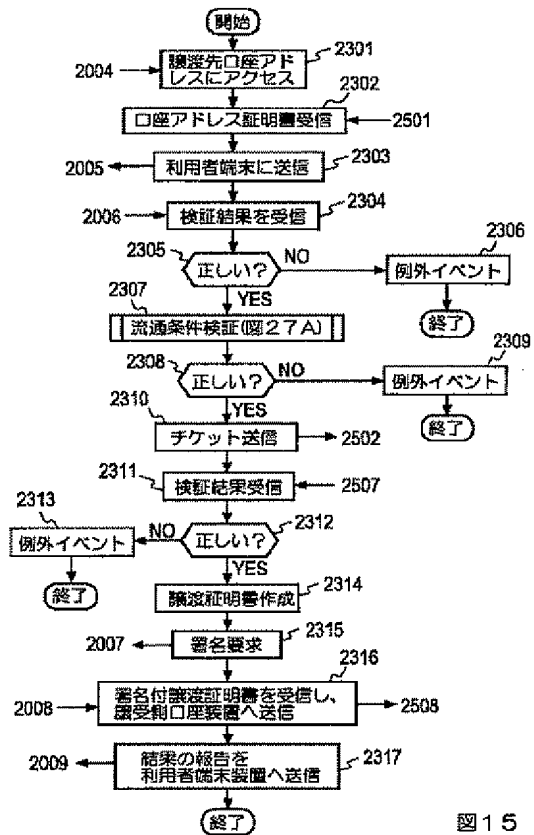 開始
2301
譲渡先口座アド
レスにアクセス
2004
2302
口座アドレス証明書受信
2501
2303
2005
利用者端末に送信
2304
2006
検証結果を受信
2305
正しい?
NO
2306
例外イベント
終了
YES
2307
流通条件検証(図27A)
2308
正しい?
NO
2309
例外イベント
終了
2310
YES
チケット送信
2502
2311
検証結果受信
2507
2313
例外イベント
NO
2312
正しい?
終了
YES
譲渡証明書作成
2314
2007
署名要求
2315
2316
2008
署名付譲渡証明書を受信し、
譲受側口座装置へ送信
2508
2009
結果の報告を
利用者端末装置へ送信
2317
終了
図15